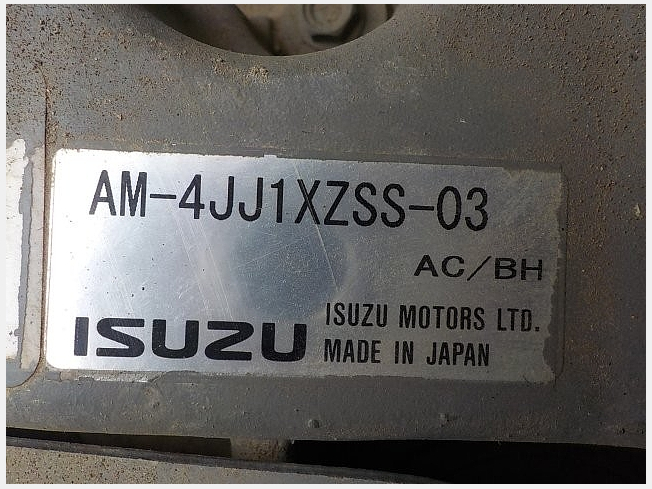 AM-4JJ1XZSS-03
AC/BH
ISUZU
ISUZU MOTORS LTD.
MADE IN JAPAN